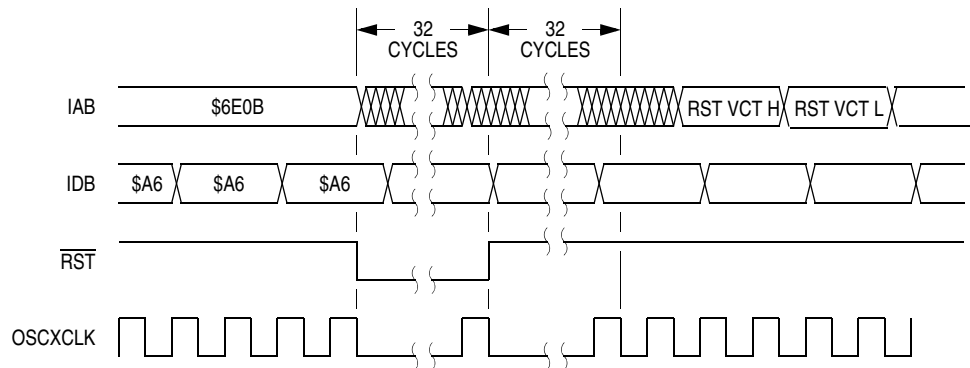 32
CYCLES
32
CYCLES
IAB
$6E0B
RST VCT H
RST VCT L
IDB
$A6
$A6
$A6
RST
OSCXCLK